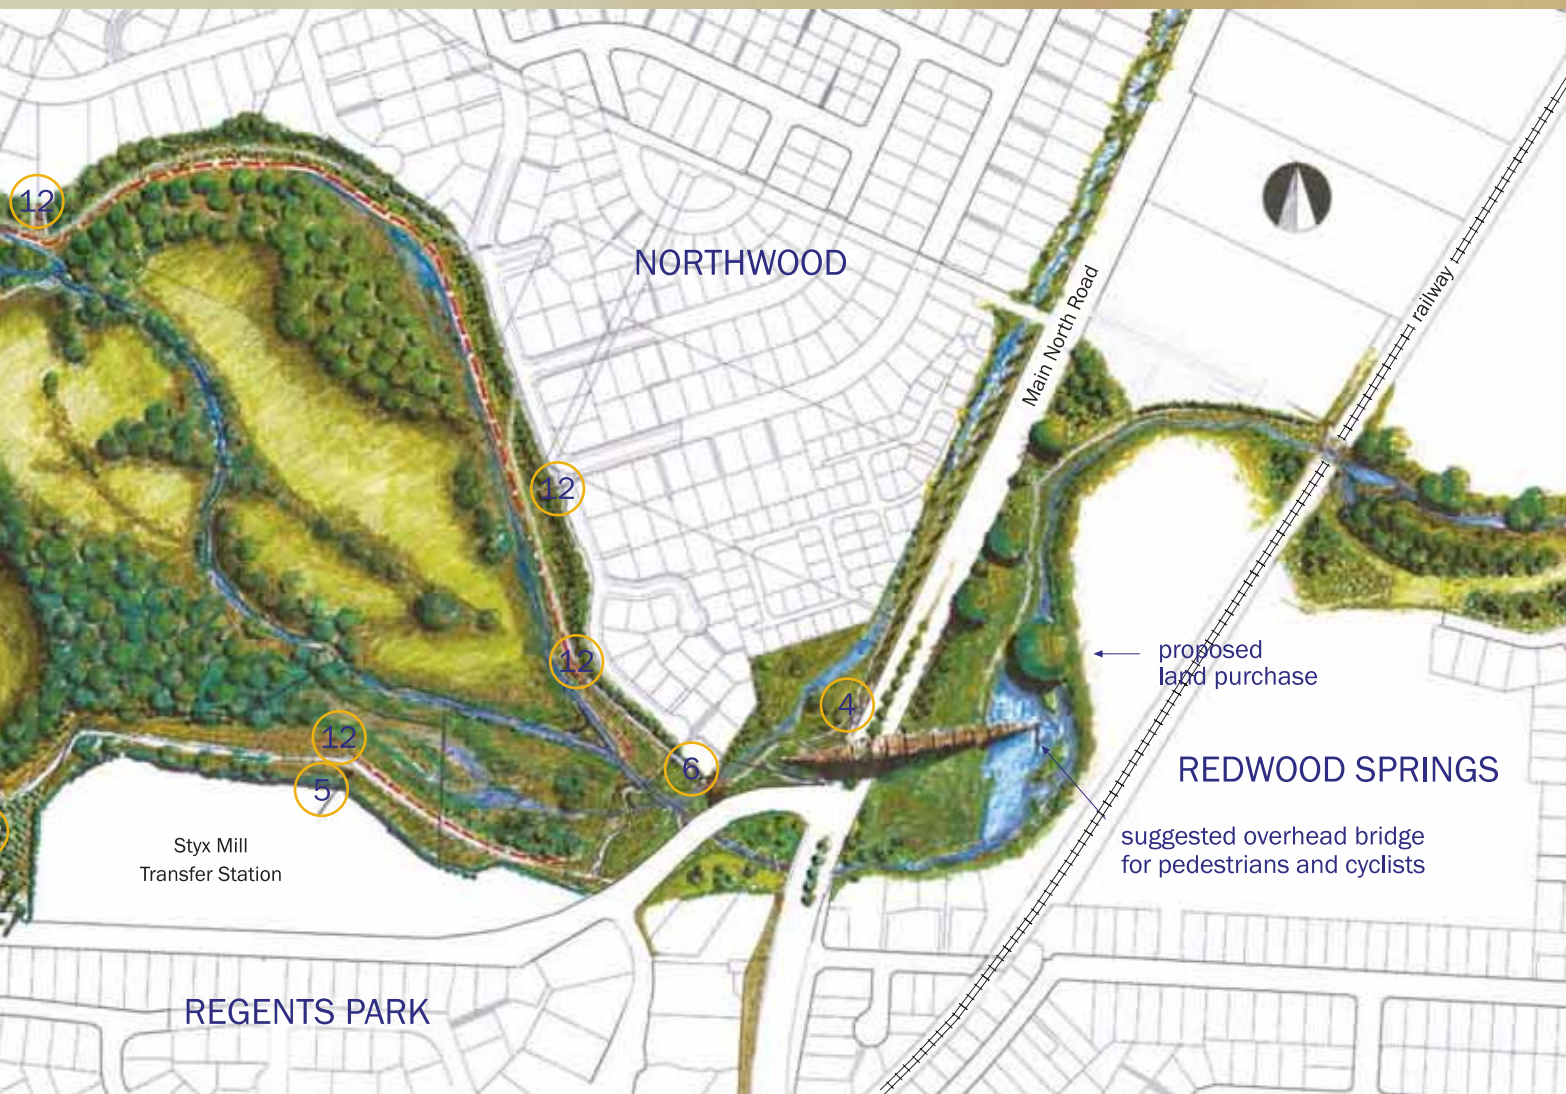 12
NORTHWOOD
Main North Road
railway
12
12
4
proposed
land purchase
12
6
5
REDWOOD SPRINGS
suggested overhead bridge
for pedestrians and cyclists
Styx Mill
Transfer Station
REGENTS PARK